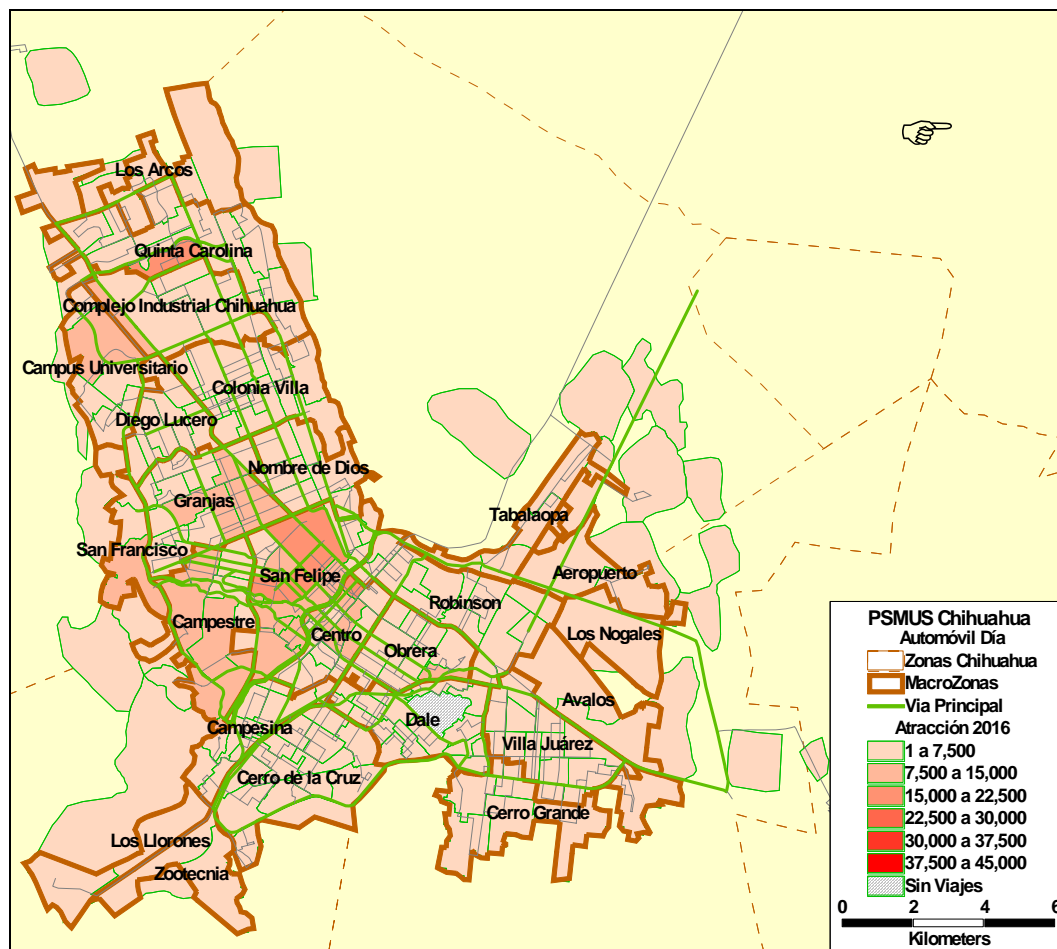 Los Arcos
Quinta Carolina
Complejo Industrial Chihuahua
Campus Universitario
Colonia Villa
Diego Lucero
Nombre de Dios
Granjas
Tabalaopa
San Francisco
San Felipe
Aeropuerto
Robinson
Campestre
Centro
Los Nogales
Obrera
Avalos
Campesina
Dale
Villa Juárez
Cerro de la Cruz
Cerro Grande
Los Llorones
Zootecnia
PSMUS Chihuahua
Automóvil Día
Zonas Chihuahua
MacroZonas
Via Principal
Atracción 2016
1 a 7,500
7,500 a 15,000
15,000 a 22,500
22,500 a 30,000
30,000 a 37,500
37,500 a 45,000
Sin Viajes
0 2 4 6
Kilometers